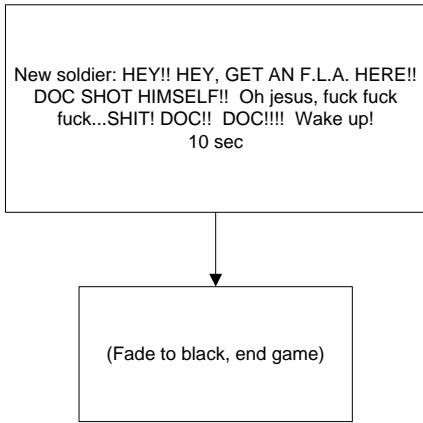 New soldier: HEY!! HEY, GET AN F.L.A. HERE!!
DOC SHOT HIMSELF!!  Oh jesus, fuck fuck
fuck...SHIT! DOC!!  DOC!!!!  Wake up!
10 sec
(Fade to black, end game)